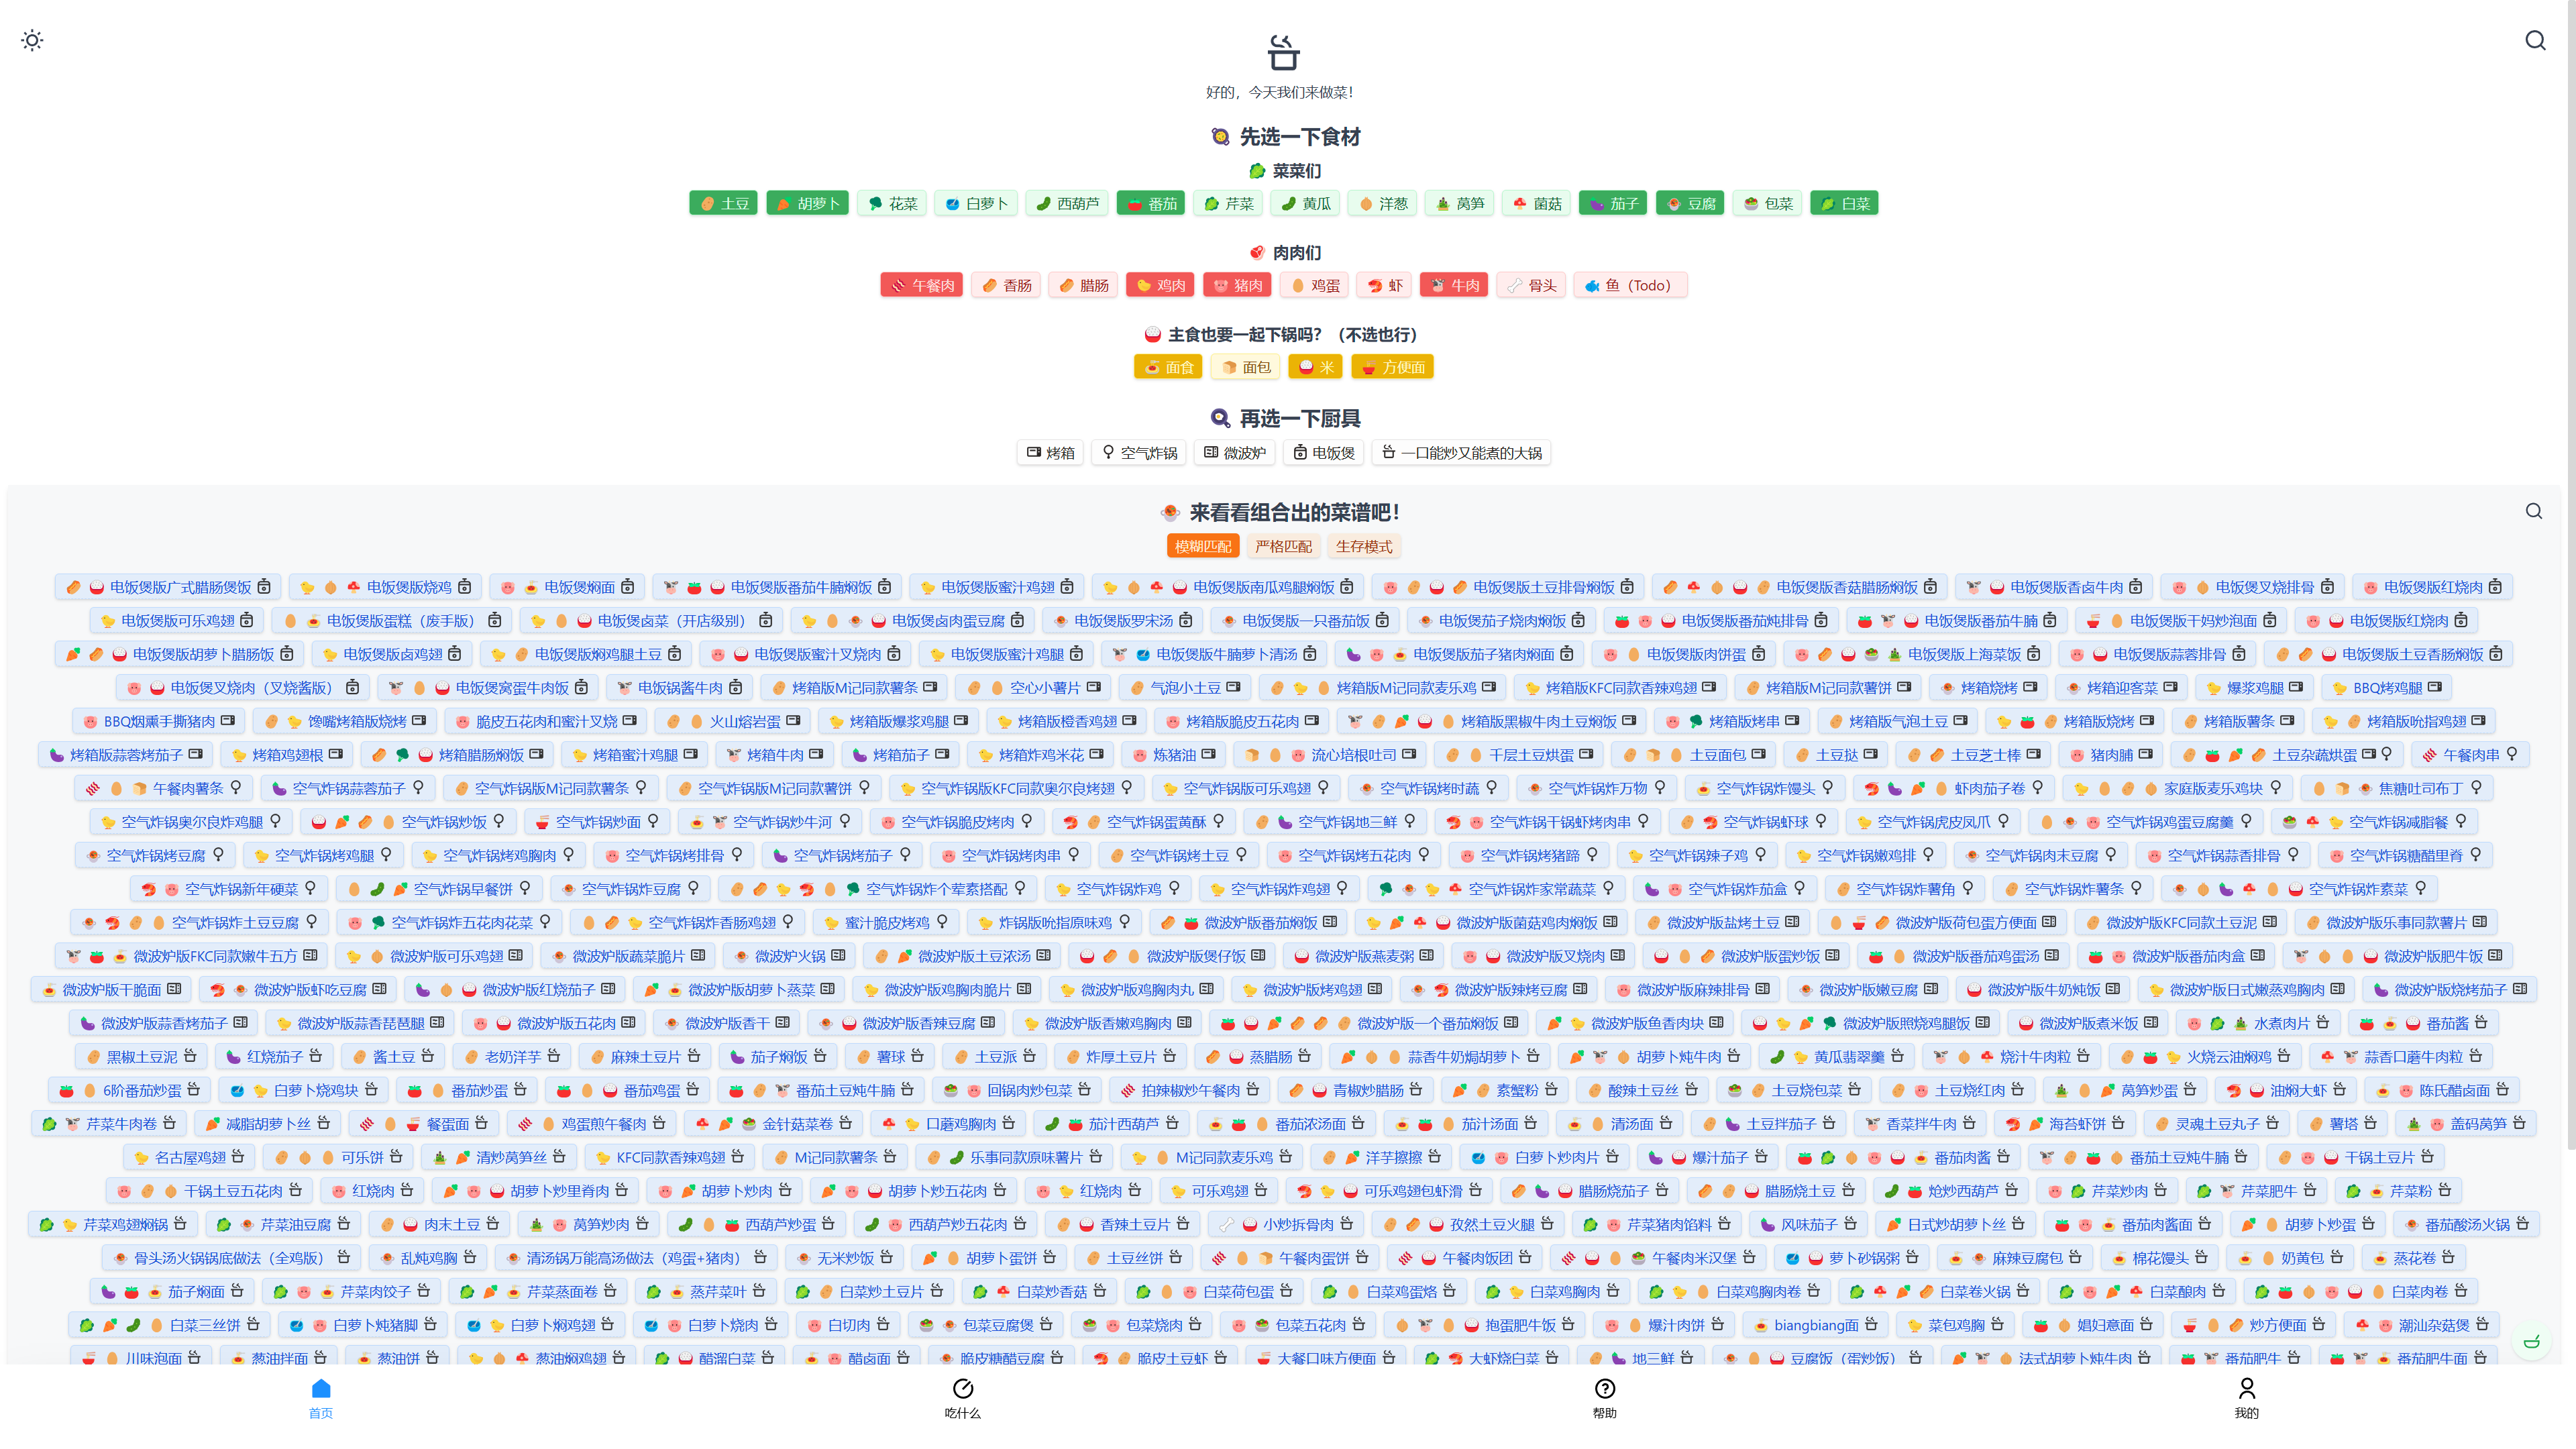 好的，今天我们来做菜！
先选一下食材
菜菜们
土豆 胡萝卜 花菜 白萝卜 西葫芦 番茄 芹菜 黄瓜 洋葱 莴笋 菌菇 茄子 豆腐 包菜 白菜
肉肉们
午餐肉 香肠 腊肠 鸡肉 猪肉 鸡蛋 虾 牛肉 骨头 鱼（Todo）
主食也要一起下锅吗？（不选也行）
面食 面包 米 方便面
再选一下厨具
烤箱 空气炸锅 微波炉 电饭煲 一口能炒又能煮的大锅
来看看组合出的菜谱吧！
模糊匹配 严格匹配 生存模式
电饭煲版广式腊肠煲饭 电饭煲版烧鸡 电饭煲焖面 电饭煲版番茄牛腩焖饭 电饭煲版蜜汁鸡翅 电饭煲版南瓜鸡腿焖饭 电饭煲版土豆排骨焖饭 电饭煲版香菇腊肠焖饭 电饭煲版香卤牛肉 电饭煲叉烧排骨 电饭煲版红烧肉
电饭煲版可乐鸡翅 电饭煲版蛋糕（废手版） 电饭煲卤菜（开店级别） 电饭煲卤肉蛋豆腐 电饭煲版罗宋汤 电饭煲版一只番茄饭 电饭煲茄子烧肉焖饭 电饭煲版番茄炖排骨 电饭煲版番茄牛腩 电饭煲版干妈炒泡面 电饭煲版红烧肉
电饭煲版胡萝卜腊肠饭 电饭煲版卤鸡翅 电饭煲版焖鸡腿土豆 电饭煲版蜜汁叉烧肉 电饭煲版蜜汁鸡腿 电饭煲版牛腩萝卜清汤 电饭煲版茄子猪肉焖面 电饭煲版肉饼蛋 电饭煲版上海菜饭 电饭煲版蒜蓉排骨 电饭煲版土豆香肠焖饭
电饭煲叉烧肉（叉烧酱版） 电饭煲窝蛋牛肉饭 电饭锅酱牛肉 烤箱版M记同款薯条 空心小薯片 气泡小土豆 烤箱版M记同款麦乐鸡 烤箱版KFC同款香辣鸡翅 烤箱版M记同款薯饼 烤箱烧烤 烤箱迎客菜 爆浆鸡腿 BBQ烤鸡腿
BBQ烟熏手撕猪肉 馋嘴烤箱版烧烤 脆皮五花肉和蜜汁叉烧 火山熔岩蛋 烤箱版爆浆鸡腿 烤箱版橙香鸡翅 烤箱版脆皮五花肉 烤箱版黑椒牛肉土豆焖饭 烤箱版烤串 烤箱版气泡土豆 烤箱版烧烤 烤箱版薯条 烤箱版吮指鸡翅
烤箱版蒜蓉烤茄子 烤箱鸡翅根 烤箱腊肠焖饭 烤箱蜜汁鸡腿 烤箱牛肉 烤箱茄子 烤箱炸鸡米花 炼猪油 流心培根吐司 千层土豆烘蛋 土豆面包 土豆挞 土豆芝士棒 猪肉脯 土豆杂蔬烘蛋 午餐肉串
午餐肉薯条 空气炸锅蒜蓉茄子 空气炸锅版M记同款薯条 空气炸锅版M记同款薯饼 空气炸锅版KFC同款奥尔良烤翅 空气炸锅版可乐鸡翅 空气炸锅烤时蔬 空气炸锅炸万物 空气炸锅炸馒头 虾肉茄子卷 家庭版麦乐鸡块 焦糖吐司布丁
空气炸锅奥尔良炸鸡腿 空气炸锅炒饭 空气炸锅炒面 空气炸锅炒牛河 空气炸锅脆皮烤肉 空气炸锅蛋黄酥 空气炸锅地三鲜 空气炸锅干锅虾烤肉串 空气炸锅虾球 空气炸锅虎皮凤爪 空气炸锅鸡蛋豆腐羹 空气炸锅减脂餐
空气炸锅烤豆腐 空气炸锅烤鸡腿 空气炸锅烤鸡胸肉 空气炸锅烤排骨 空气炸锅烤茄子 空气炸锅烤肉串 空气炸锅烤土豆 空气炸锅烤五花肉 空气炸锅烤猪蹄 空气炸锅辣子鸡 空气炸锅嫩鸡排 空气炸锅肉末豆腐 空气炸锅蒜香排骨 空气炸锅糖醋里脊
空气炸锅新年硬菜 空气炸锅早餐饼 空气炸锅炸豆腐 空气炸锅炸个荤素搭配 空气炸锅炸鸡 空气炸锅炸鸡翅 空气炸锅炸家常蔬菜 空气炸锅炸茄盒 空气炸锅炸薯角 空气炸锅炸薯条 空气炸锅炸素菜
空气炸锅炸土豆豆腐 空气炸锅炸五花肉花菜 空气炸锅炸香肠鸡翅 蜜汁脆皮烤鸡 炸锅版吮指原味鸡 微波炉版番茄焖饭 微波炉版菌菇鸡肉焖饭 微波炉版盐烤土豆 微波炉版荷包蛋方便面 微波炉版KFC同款土豆泥 微波炉版乐事同款薯片
微波炉版FKC同款嫩牛五方 微波炉版可乐鸡翅 微波炉版蔬菜脆片 微波炉火锅 微波炉版土豆浓汤 微波炉版煲仔饭 微波炉版燕麦粥 微波炉版叉烧肉 微波炉版蛋炒饭 微波炉版番茄鸡蛋汤 微波炉版番茄肉盒 微波炉版肥牛饭
微波炉版干脆面 微波炉版虾吃豆腐 微波炉版红烧茄子 微波炉版胡萝卜蒸菜 微波炉版鸡胸肉脆片 微波炉版鸡胸肉丸 微波炉版烤鸡翅 微波炉版辣烤豆腐 微波炉版麻辣排骨 微波炉版嫩豆腐 微波炉版牛奶炖饭 微波炉版日式嫩蒸鸡胸肉 微波炉版烧烤茄子
微波炉版蒜香烤茄子 微波炉版蒜香琵琶腿 微波炉版五花肉 微波炉版香干 微波炉版香辣豆腐 微波炉版香嫩鸡胸肉 微波炉版一个番茄焖饭 微波炉版鱼香肉块 微波炉版照烧鸡腿饭 微波炉版煮米饭 水煮肉片 番茄酱
黑椒土豆泥 红烧茄子 酱土豆 老奶洋芋 麻辣土豆片 茄子焖饭 薯球 土豆派 炸厚土豆片 蒸腊肠 蒜香牛奶焗胡萝卜 胡萝卜炖牛肉 黄瓜翡翠羹 烧汁牛肉粒 火烧云油焖鸡 蒜香口蘑牛肉粒
6阶番茄炒蛋 白萝卜烧鸡块 番茄炒蛋 番茄鸡蛋 番茄土豆炖牛腩 回锅肉炒包菜 拍辣椒炒午餐肉 青椒炒腊肠 素蟹粉 酸辣土豆丝 土豆烧包菜 土豆烧红肉 莴笋炒蛋 油焖大虾 陈氏醋卤面
芹菜牛肉卷 减脂胡萝卜丝 餐蛋面 鸡蛋煎午餐肉 金针菇菜卷 口蘑鸡胸肉 茄汁西葫芦 番茄浓汤面 茄汁汤面 清汤面 土豆拌茄子 香菜拌牛肉 海苔虾饼 灵魂土豆丸子 薯塔 盖码莴笋
名古屋鸡翅 可乐饼 清炒莴笋丝 KFC同款香辣鸡翅 M记同款薯条 乐事同款原味薯片 M记同款麦乐鸡 洋芋擦擦 白萝卜炒肉片 爆汁茄子 番茄肉酱 番茄土豆炖牛腩 干锅土豆片
干锅土豆五花肉 红烧肉 胡萝卜炒里脊肉 胡萝卜炒肉 胡萝卜炒五花肉 红烧肉 可乐鸡翅 可乐鸡翅包虾滑 腊肠烧茄子 腊肠烧土豆 炝炒西葫芦 芹菜炒肉 芹菜肥牛 芹菜粉
芹菜鸡翅焖锅 芹菜油豆腐 肉末土豆 莴笋炒肉 西葫芦炒蛋 西葫芦炒五花肉 香辣土豆片 小炒拆骨肉 孜然土豆火腿 芹菜猪肉馅料 风味茄子 日式炒胡萝卜丝 番茄肉酱面 胡萝卜炒蛋 番茄酸汤火锅
骨头汤火锅锅底做法（全鸡版） 乱炖鸡胸 清汤锅万能高汤做法（鸡蛋+猪肉） 无米炒饭 胡萝卜蛋饼 土豆丝饼 午餐肉蛋饼 午餐肉饭团 午餐肉米汉堡 萝卜砂锅粥 麻辣豆腐包 棉花馒头 奶黄包 蒸花卷
茄子焖面 芹菜肉饺子 芹菜蒸面卷 蒸芹菜叶 白菜炒土豆片 白菜炒香菇 白菜荷包蛋 白菜鸡蛋烙 白菜鸡胸肉 白菜鸡胸肉卷 白菜卷火锅 白菜酿肉 白菜肉卷
白菜三丝饼 白萝卜炖猪脚 白萝卜焖鸡翅 白萝卜烧肉 白切肉 包菜豆腐煲 包菜烧肉 包菜五花肉 抱蛋肥牛饭 爆汁肉饼 biangbiang面 菜包鸡胸 娼妇意面 炒方便面 潮汕杂菇煲
川味泡面 葱油拌面 葱油饼 葱油焖鸡翅 醋溜白菜 醋卤面 脆皮糖醋豆腐 脆皮土豆虾 大餐口味方便面 大虾烧白菜 地三鲜 豆腐饭（蛋炒饭） 法式胡萝卜炖牛肉 番茄肥牛 番茄肥牛面
首页 吃什么 帮助 我的